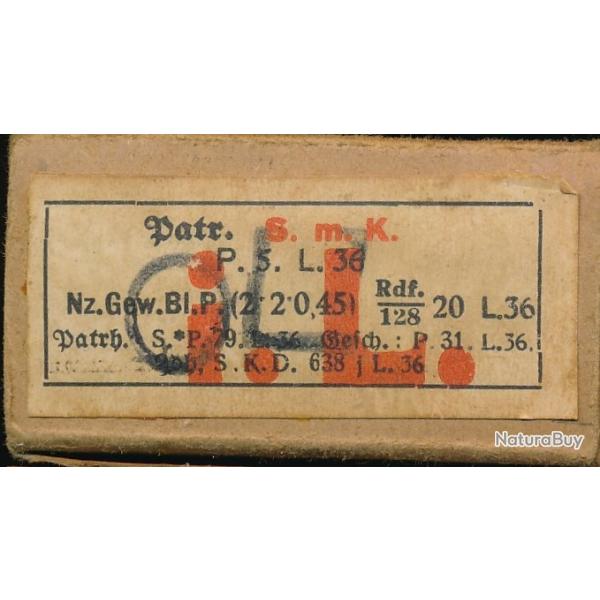 Patr. S. m. K.
P. 5. L. 36
Nz. Gew. Bl. P. (2·2·0,45) Rdf. 128 20 L.36
Patrh. S.* P. 79. L. 36. Gesch.: P. 31. L.36.
S. K. D. 638 j L. 36
i. L.
NaturaBuy